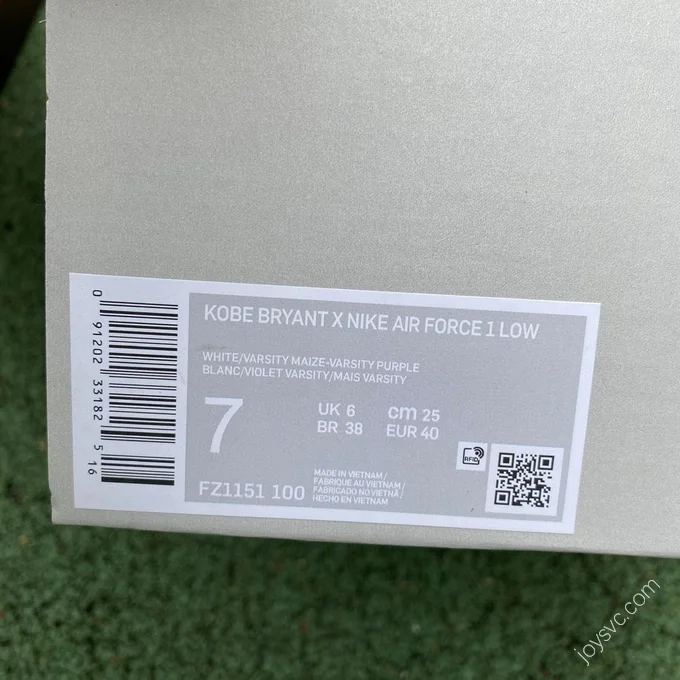 KOBE BRYANT X NIKE AIR FORCE 1 LOW
WHITE/VARSITY MAIZE-VARSITY PURPLE
BLANC/VIOLET VARSITY/MAIS VARSITY
7
UK 6
cm 25
BR 38
EUR 40
FZ1151 100
MADE IN VIETNAM /
FABRIQUE AU VIETNAM /
FABRICADO NO VIETNÃ /
HECHO EN VIETNAM
RFID
0 91202 33182 5 16
joysvc.com